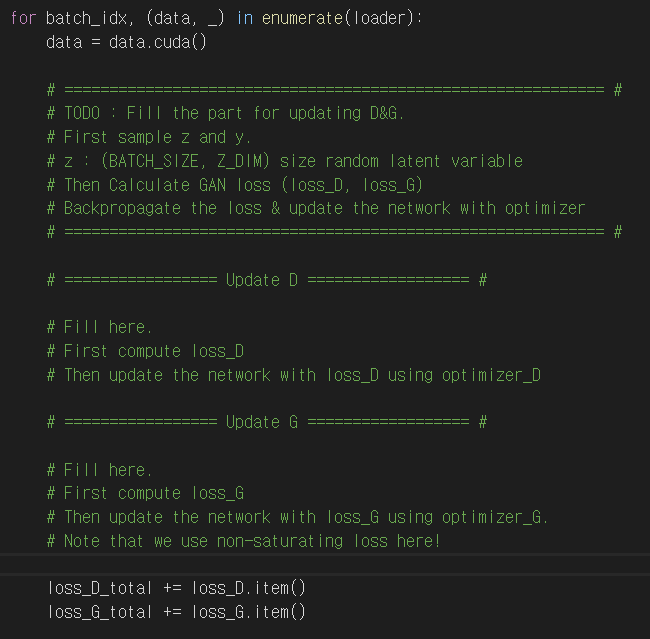 for batch_idx, (data, _) in enumerate(loader):
data = data.cuda()
# ============================================================ #
# TODO : Fill the part for updating D&G.
# First sample z and y.
# z : (BATCH_SIZE, Z_DIM) size random latent variable
# Then Calculate GAN loss (loss_D, loss_G)
# Backpropagate the loss & update the network with optimizer
# ============================================================ #
# ================= Update D ================== #
# Fill here.
# First compute loss_D
# Then update the network with loss_D using optimizer_D
# ================= Update G ================== #
# Fill here.
# First compute loss_G
# Then update the network with loss_G using optimizer_G.
# Note that we use non-saturating loss here!
loss_D_total += loss_D.item()
loss_G_total += loss_G.item()